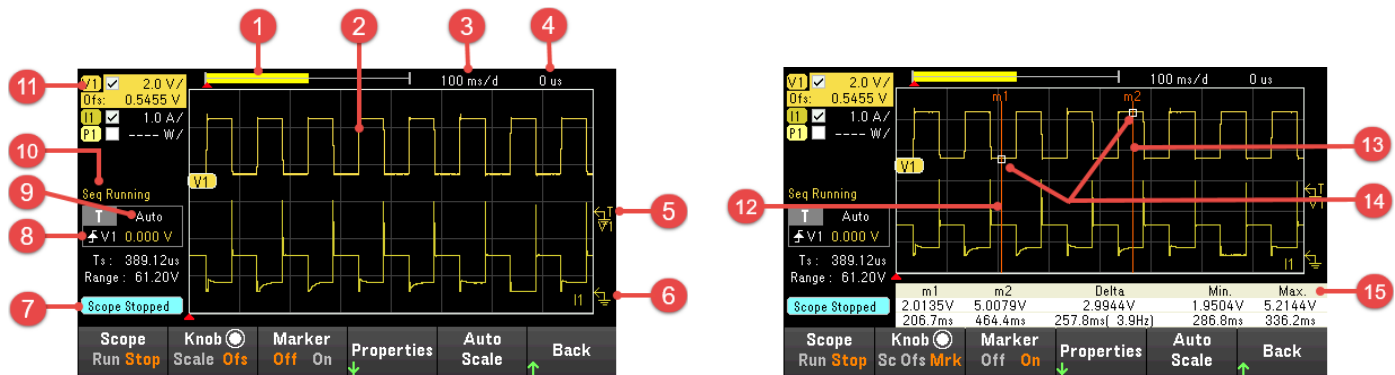 1
2
3
4
11
V1 2.0 V/
Ofs: 0.5455 V
100 ms/d 0 us
I1 1.0 A/
P1 ---- W/
10
Seq Running
9
T Auto
8
V1 0.000 V
Ts: 389.12us
Range: 61.20V
7
Scope Stopped
V1
T
1
5
I1
6
Scope
Run Stop
Knob
Scale Ofs
Marker
Off On
Properties
Auto
Scale
Back
V1 2.0 V/
Ofs: 0.5455 V
100 ms/d 0 us
I1 1.0 A/
P1 ---- W/
m1 m2
13
V1
14
12
Seq Running
T Auto
V1 0.000 V
Ts: 389.12us
Range: 61.20V
Scope Stopped
T
1
I1
15
m1 m2 Delta Min. Max.
2.0135V 5.0079V 2.9944V 1.9504V 5.2144V
206.7ms 464.4ms 257.8ms( 3.9Hz) 286.8ms 336.2ms
Scope
Run Stop
Knob
Sc Ofs Mrk
Marker
Off On
Properties
Auto
Scale
Back